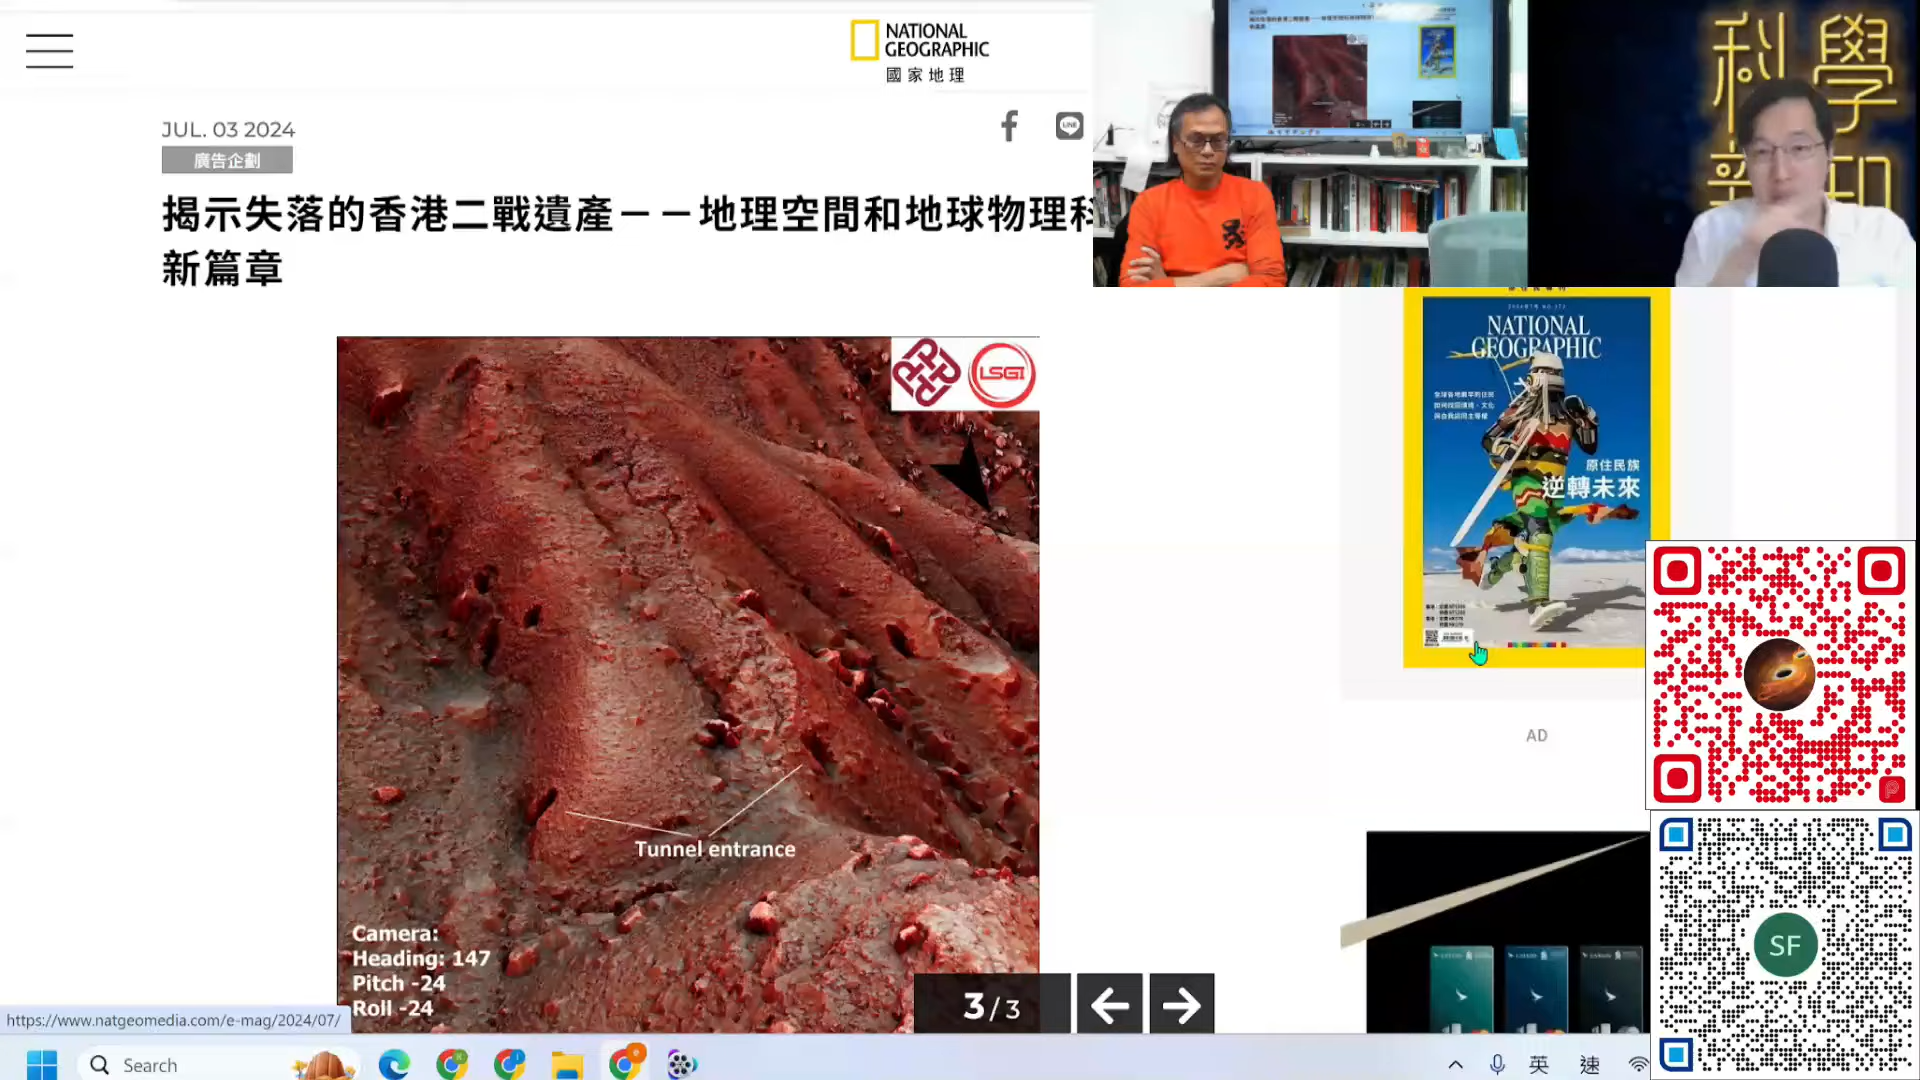 NATIONAL
GEOGRAPHIC
國家地理
JUL. 03 2024
廣告企劃
揭示失落的香港二戰遺產－－地理空間和地球物理科
新篇章
LSGI
Tunnel entrance
Camera:
Heading: 147
Pitch -24
Roll -24
3 / 3
LINE
科學
新知
NATIONAL
GEOGRAPHIC
原住民族
逆轉未來
AD
SF
https://www.natgeomedia.com/e-mag/2024/07/
Search
英
速